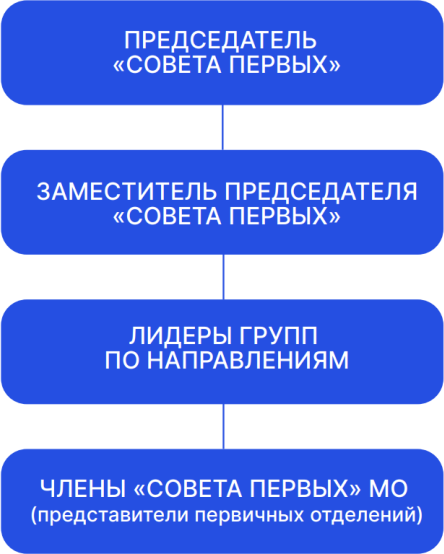 ПРЕДСЕДАТЕЛЬ
«СОВЕТА ПЕРВЫХ»
ЗАМЕСТИТЕЛЬ ПРЕДСЕДАТЕЛЯ
«СОВЕТА ПЕРВЫХ»
ЛИДЕРЫ ГРУПП
ПО НАПРАВЛЕНИЯМ
ЧЛЕНЫ «СОВЕТА ПЕРВЫХ» МО
(представители первичных отделений)